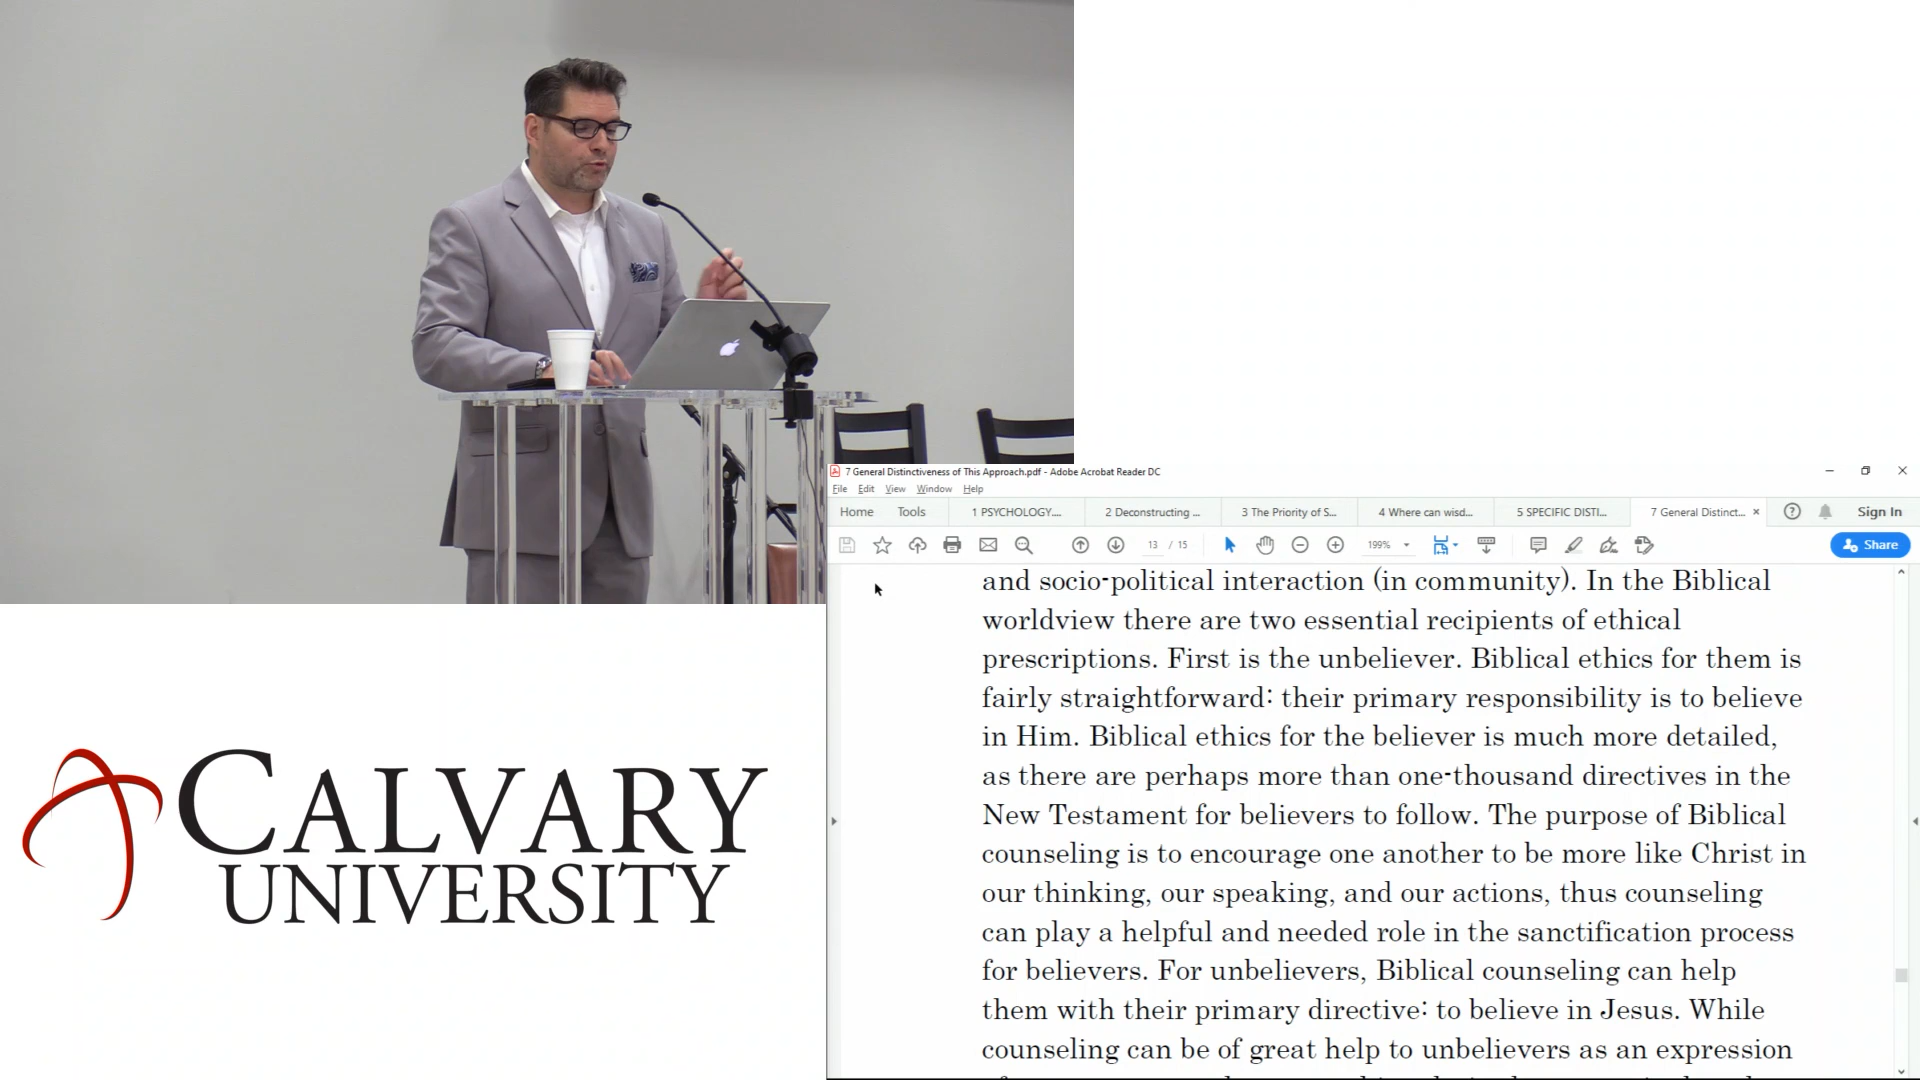 7 General Distinctiveness of This Approach.pdf - Adobe Acrobat Reader DC
File Edit View Window Help
Home Tools 1 PSYCHOLOGY.... 2 Deconstructing ... 3 The Priority of S... 4 Where can wisd... 5 SPECIFIC DISTI... 7 General Distinct... Sign In
13 / 15 199% Share
and socio-political interaction (in community). In the Biblical
worldview there are two essential recipients of ethical
prescriptions. First is the unbeliever. Biblical ethics for them is
fairly straightforward: their primary responsibility is to believe
in Him. Biblical ethics for the believer is much more detailed,
as there are perhaps more than one-thousand directives in the
New Testament for believers to follow. The purpose of Biblical
counseling is to encourage one another to be more like Christ in
our thinking, our speaking, and our actions, thus counseling
can play a helpful and needed role in the sanctification process
for believers. For unbelievers, Biblical counseling can help
them with their primary directive: to believe in Jesus. While
counseling can be of great help to unbelievers as an expression
CALVARY
UNIVERSITY